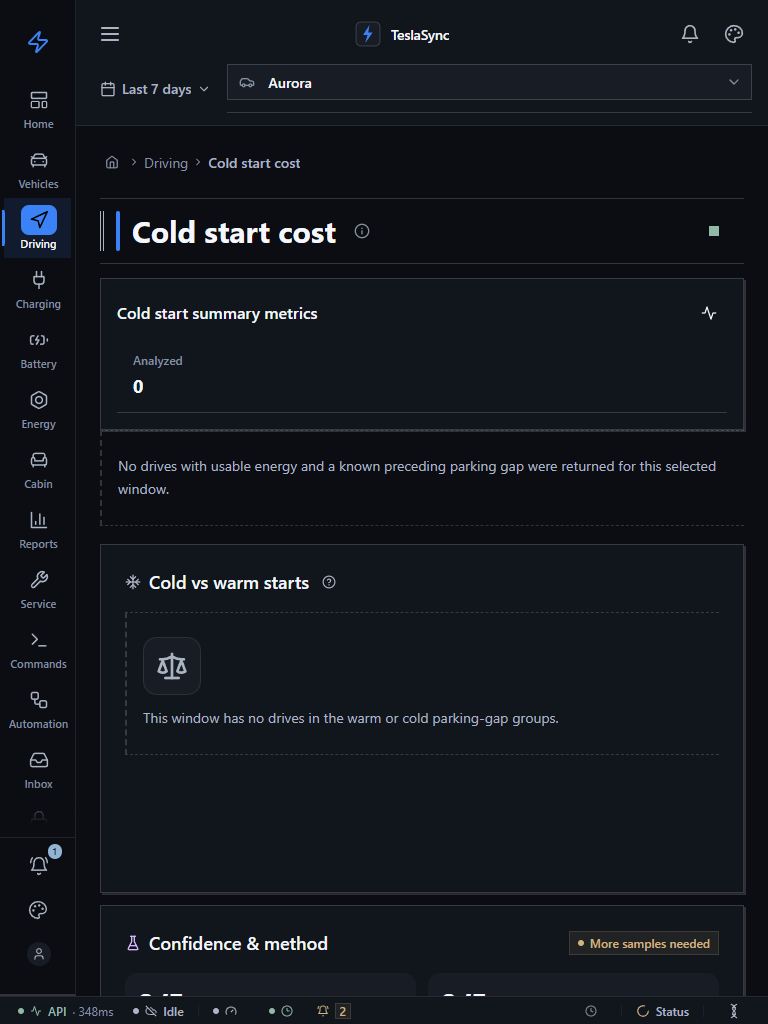 TeslaSync
Last 7 days
Aurora
Home
Vehicles
Driving
Charging
Battery
Energy
Cabin
Reports
Service
Commands
Automation
Inbox
1
Driving
Cold start cost
Cold start cost
Cold start summary metrics
Analyzed
0
No drives with usable energy and a known preceding parking gap were returned for this selected
window.
Cold vs warm starts
This window has no drives in the warm or cold parking-gap groups.
Confidence & method
More samples needed
API · 348ms
Idle
2
Status